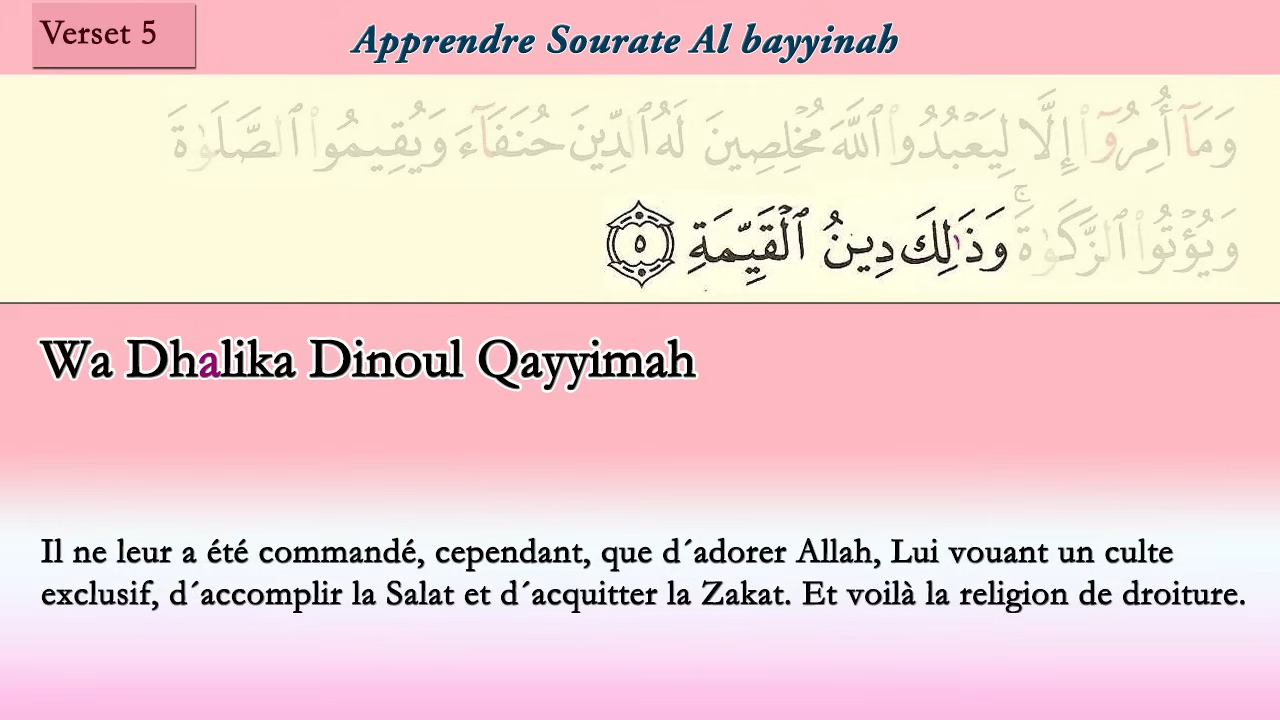 Verset 5
Apprendre Sourate Al bayyinah
وَمَآ أُمِرُوٓا۟ إِلَّا لِيَعْبُدُوا۟ ٱللَّهَ مُخْلِصِينَ لَهُ ٱلدِّينَ حُنَفَآءَ وَيُقِيمُوا۟ ٱلصَّلَوٰةَ
وَيُؤْتُوا۟ ٱلزَّكَوٰةَ ۚ وَذَٰلِكَ دِينُ ٱلْقَيِّمَةِ ٥
Wa Dhalika Dinoul Qayyimah
Il ne leur a été commandé, cependant, que d´adorer Allah, Lui vouant un culte
exclusif, d´accomplir la Salat et d´acquitter la Zakat. Et voilà la religion de droiture.